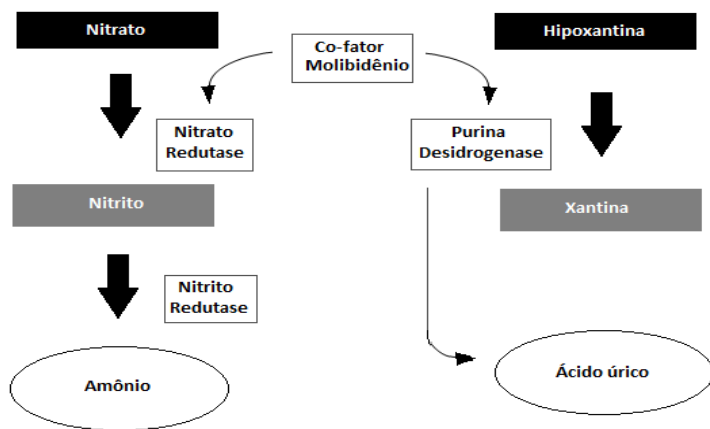 Nitrato
Co-fator
Molibidênio
Hipoxantina
Nitrato
Redutase
Purina
Desidrogenase
Nitrito
Xantina
Nitrito
Redutase
Amônio
Ácido úrico